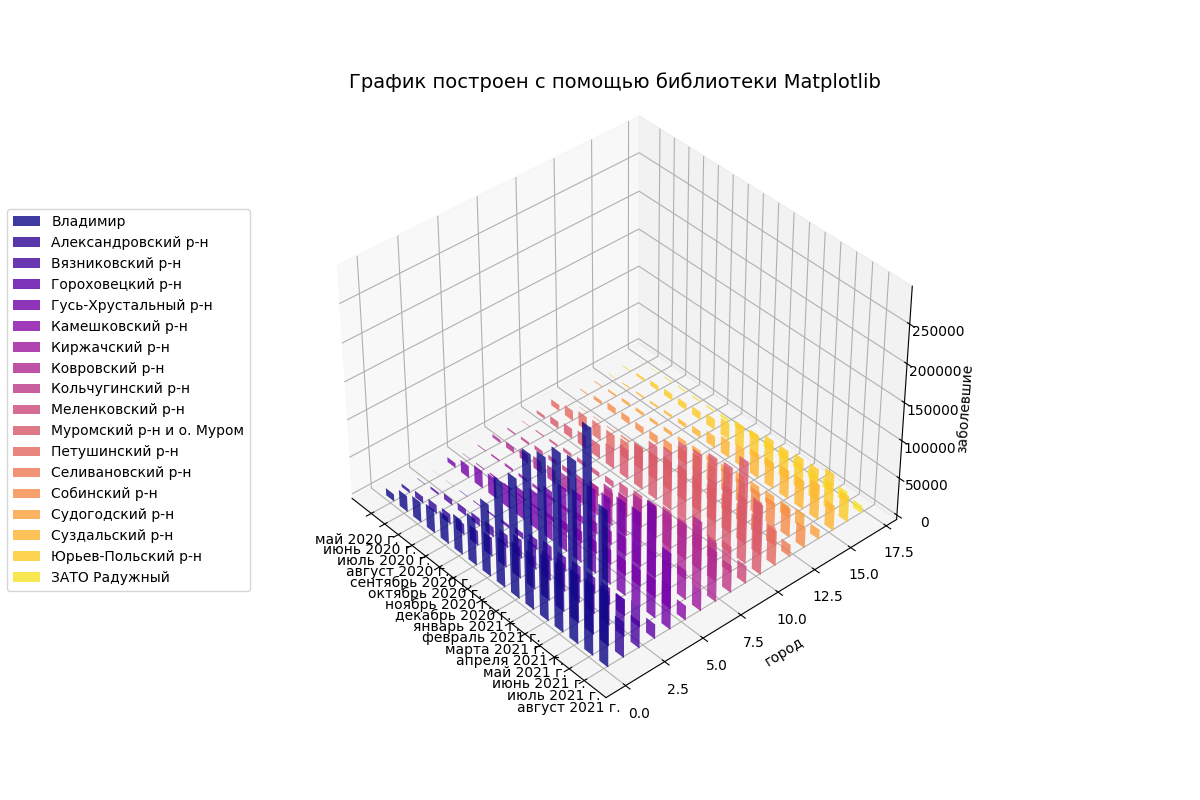 График построен с помощью библиотеки Matplotlib
Владимир
Александровский р-н
Вязниковский р-н
Гороховецкий р-н
Гусь-Хрустальный р-н
Камешковский р-н
Киржачский р-н
Ковровский р-н
Кольчугинский р-н
Меленковский р-н
Муромский р-н и о. Муром
Петушинский р-н
Селивановский р-н
Собинский р-н
Судогодский р-н
Суздальский р-н
Юрьев-Польский р-н
ЗАТО Радужный
май 2020 г.
июнь 2020 г.
июль 2020 г.
август 2020 г.
сентябрь 2020 г.
октябрь 2020 г.
ноябрь 2020 г.
декабрь 2020 г.
январь 2021 г.
февраль 2021 г.
марта 2021 г.
апреля 2021 г.
май 2021 г.
июнь 2021 г.
июль 2021 г.
август 2021 г.
0.0
2.5
5.0
7.5
10.0
12.5
15.0
17.5
город
250000
200000
150000
100000
50000
0
заболевшие